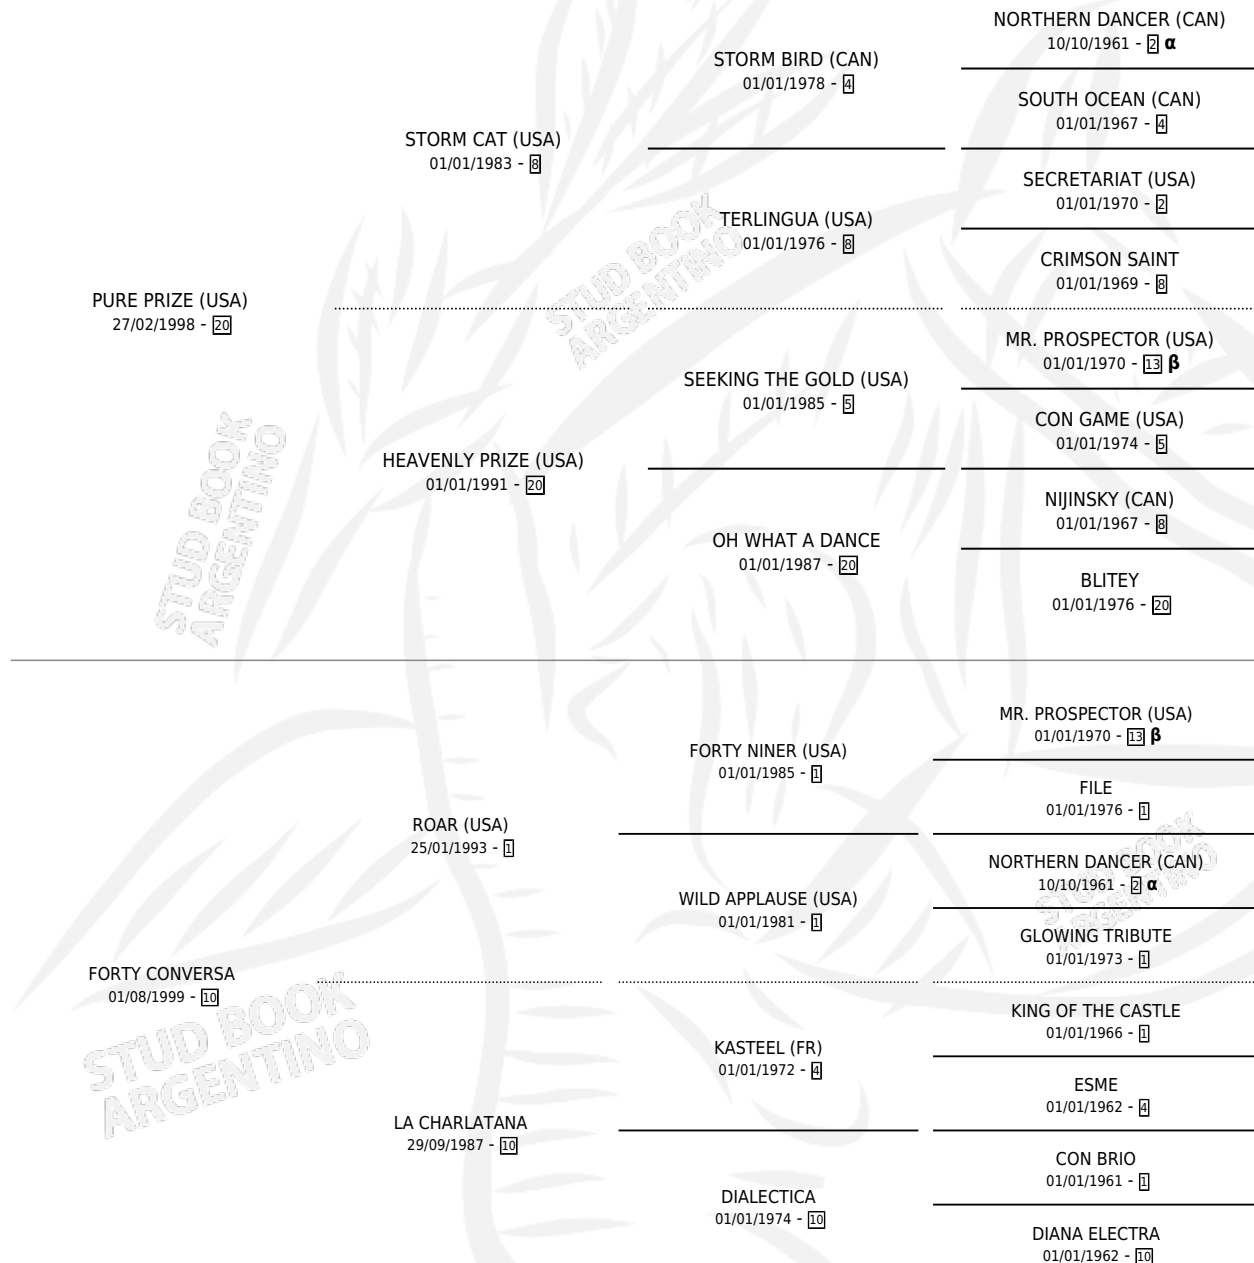 NORTHERN DANCER (CAN)
10/10/1961 - 2 α
STORM BIRD (CAN)
01/01/1978 - 4
SOUTH OCEAN (CAN)
01/01/1967 - 4
STORM CAT (USA)
01/01/1983 - 8
SECRETARIAT (USA)
01/01/1970 - 2
TERLINGUA (USA)
01/01/1976 - 8
CRIMSON SAINT
01/01/1969 - 8
PURE PRIZE (USA)
27/02/1998 - 20
MR. PROSPECTOR (USA)
01/01/1970 - 13 β
SEEKING THE GOLD (USA)
01/01/1985 - 5
CON GAME (USA)
01/01/1974 - 5
HEAVENLY PRIZE (USA)
01/01/1991 - 20
NIJINSKY (CAN)
01/01/1967 - 8
OH WHAT A DANCE
01/01/1987 - 20
BLITEY
01/01/1976 - 20
MR. PROSPECTOR (USA)
01/01/1970 - 13 β
FORTY NINER (USA)
01/01/1985 - 1
FILE
01/01/1976 - 1
ROAR (USA)
25/01/1993 - 1
NORTHERN DANCER (CAN)
10/10/1961 - 2 α
WILD APPLAUSE (USA)
01/01/1981 - 1
GLOWING TRIBUTE
01/01/1973 - 1
FORTY CONVERSA
01/08/1999 - 10
KING OF THE CASTLE
01/01/1966 - 1
KASTEEL (FR)
01/01/1972 - 4
ESME
01/01/1962 - 4
LA CHARLATANA
29/09/1987 - 10
CON BRIO
01/01/1961 - 1
DIALECTICA
01/01/1974 - 10
DIANA ELECTRA
01/01/1962 - 10
STUD BOOK
ARGENTINO
STUD BOOK
ARGENTINO
STUD BOOK
ARGENTINO
STUD BOOK
ARGENTINO